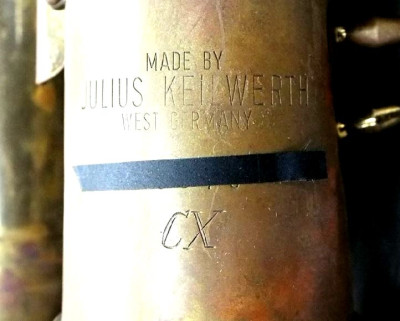 MADE BY
JULIUS KEILWERTH
WEST GERMANY
CX